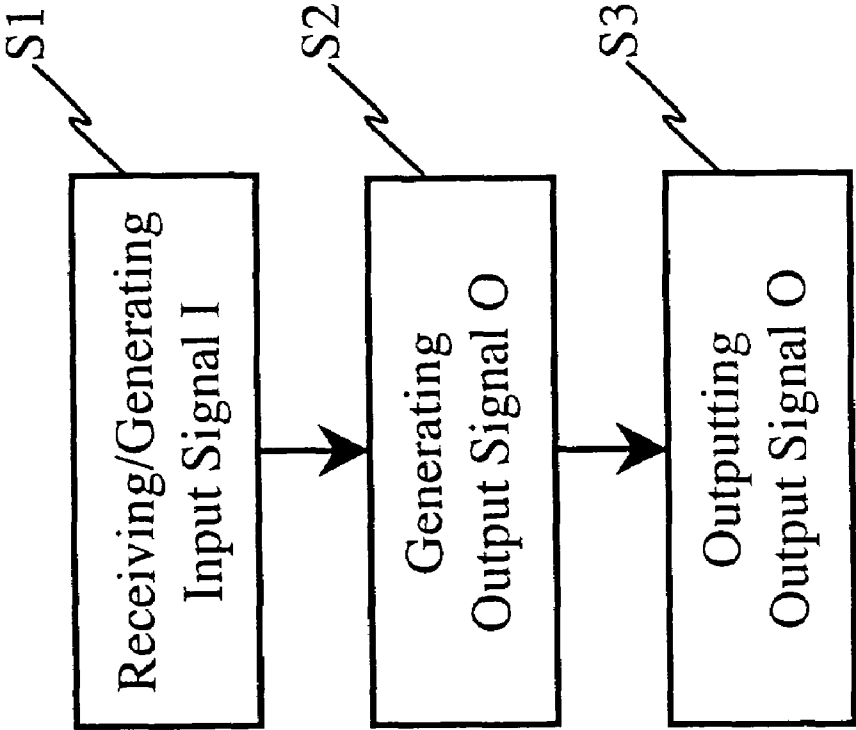 Receiving/Generating
Input Signal I
S1
Generating
Output Signal O
S2
Outputting
Output Signal O
S3